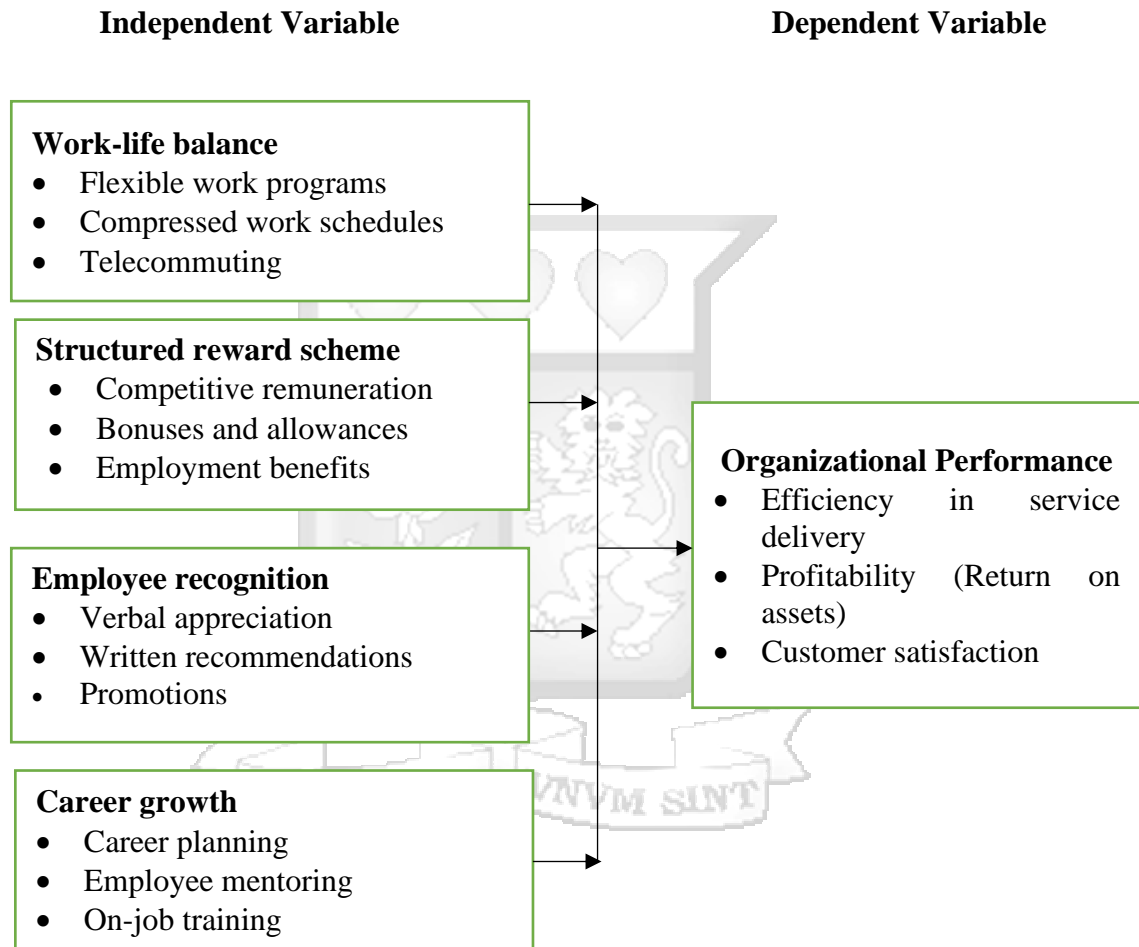 Independent Variable
Dependent Variable
Work-life balance
• Flexible work programs
• Compressed work schedules
• Telecommuting
Structured reward scheme
• Competitive remuneration
• Bonuses and allowances
• Employment benefits
Employee recognition
• Verbal appreciation
• Written recommendations
• Promotions
Career growth
• Career planning
• Employee mentoring
• On-job training
Organizational Performance
• Efficiency in service
delivery
• Profitability (Return on
assets)
• Customer satisfaction
VNVM SINT